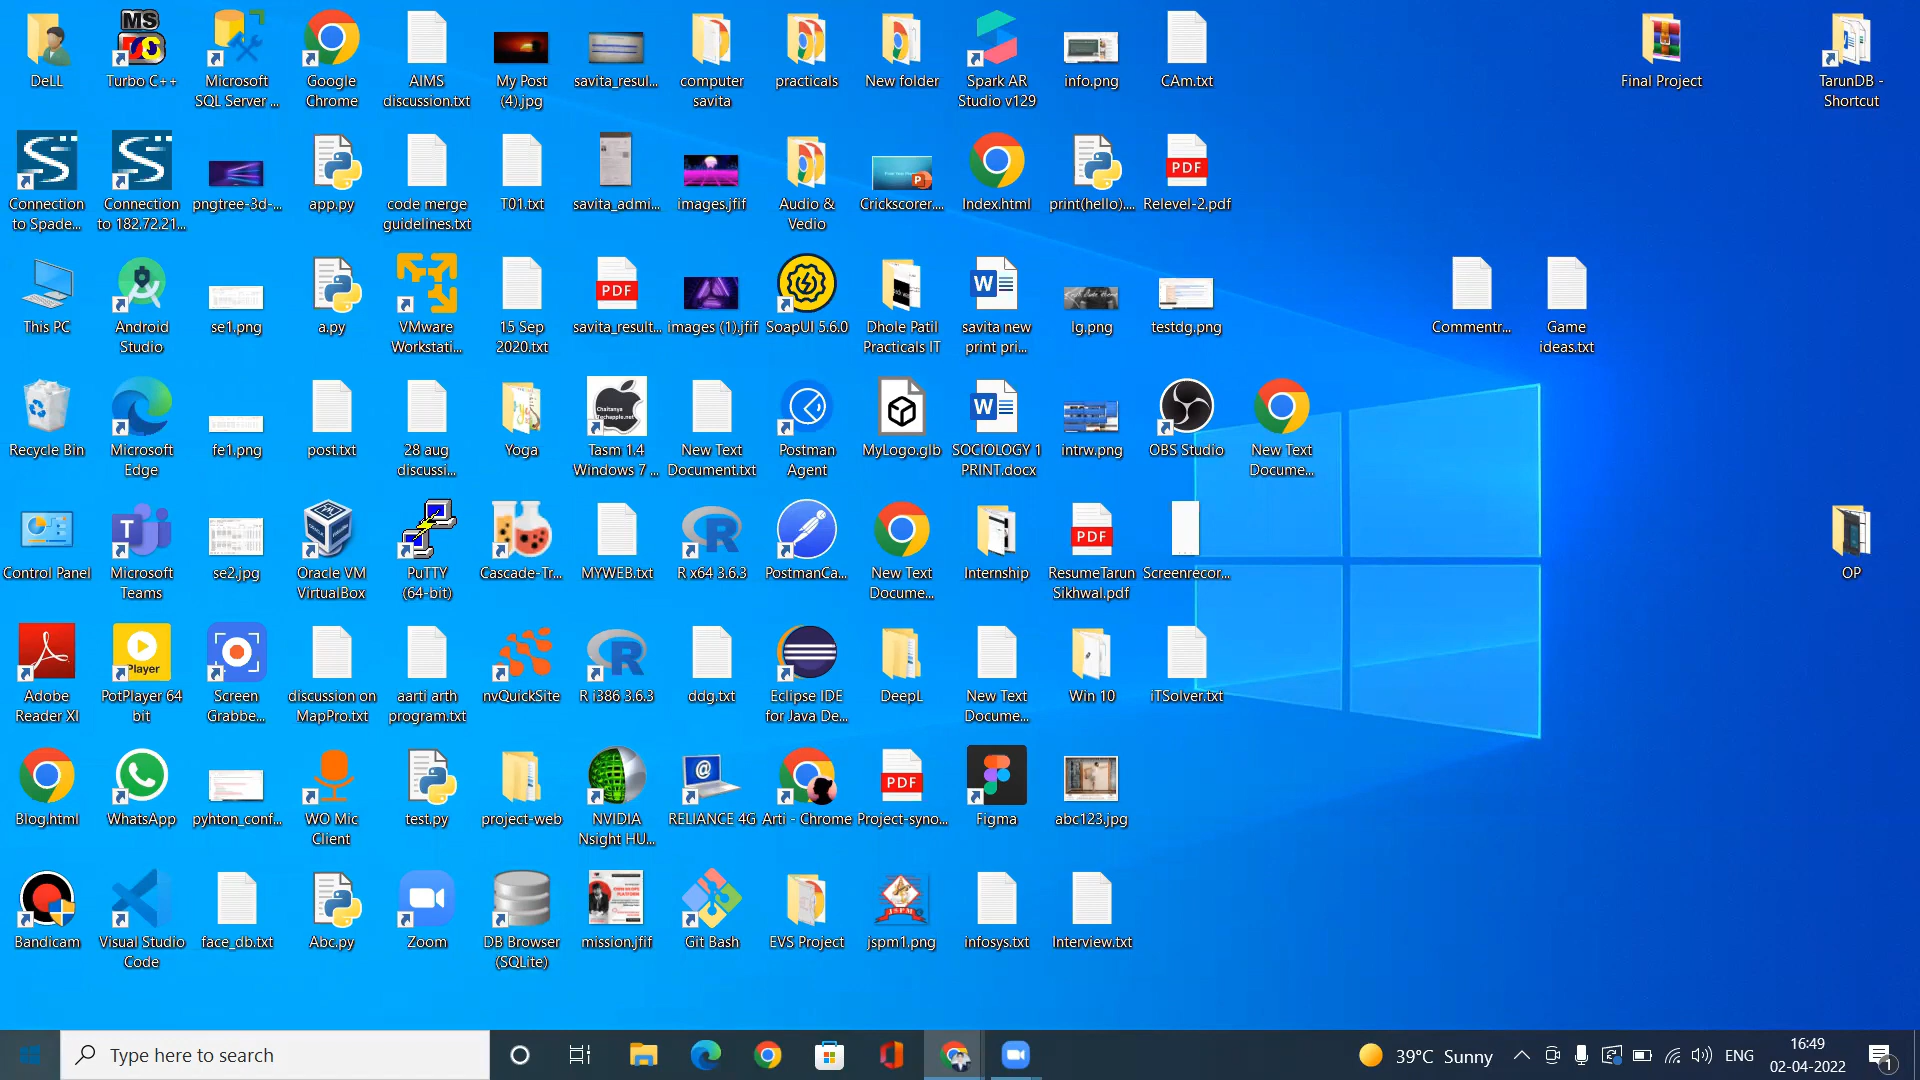 DeLL
Turbo C++
Microsoft
SQL Server ...
Google
Chrome
AIMS
discussion.txt
My Post
(4).jpg
savita_resul...
computer
savita
practicals
New folder
Spark AR
Studio v129
info.png
CAm.txt
Final Project
TarunDB -
Shortcut
Connection
to Spade...
Connection
to 182.72.21...
pngtree-3d-...
app.py
code merge
guidelines.txt
T01.txt
savita_admi...
images.jfif
Audio &
Vedio
Crickscorer....
Index.html
print(hello)....
Relevel-2.pdf
This PC
Android
Studio
se1.png
a.py
VMware
Workstati...
15 Sep
2020.txt
savita_result...
images (1).jfif
SoapUI 5.6.0
Dhole Patil
Practicals IT
savita new
print pri...
lg.png
testdg.png
Commentr...
Game
ideas.txt
Recycle Bin
Microsoft
Edge
fe1.png
post.txt
28 aug
discussi...
Yoga
Tasm 1.4
Windows 7 ...
New Text
Document.txt
Postman
Agent
MyLogo.glb
SOCIOLOGY 1
PRINT.docx
intrw.png
OBS Studio
New Text
Docume...
Control Panel
Microsoft
Teams
se2.jpg
Oracle VM
VirtualBox
PuTTY
(64-bit)
Cascade-Tr...
MYWEB.txt
R x64 3.6.3
PostmanCa...
New Text
Docume...
Internship
ResumeTarun
Sikhwal.pdf
Screenrecor...
OP
Adobe
Reader XI
PotPlayer 64
bit
Screen
Grabbe...
discussion on
MapPro.txt
aarti arth
program.txt
nvQuickSite
R i386 3.6.3
ddg.txt
Eclipse IDE
for Java De...
DeepL
New Text
Docume...
Win 10
iTSolver.txt
Blog.html
WhatsApp
pyhton_conf...
WO Mic
Client
test.py
project-web
NVIDIA
Nsight HU...
RELIANCE 4G
Arti - Chrome
Project-syno...
Figma
abc123.jpg
Bandicam
Visual Studio
Code
face_db.txt
Abc.py
Zoom
DB Browser
(SQLite)
mission.jfif
Git Bash
EVS Project
jspm1.png
infosys.txt
Interview.txt
Type here to search
39°C Sunny
ENG
16:49
02-04-2022
1